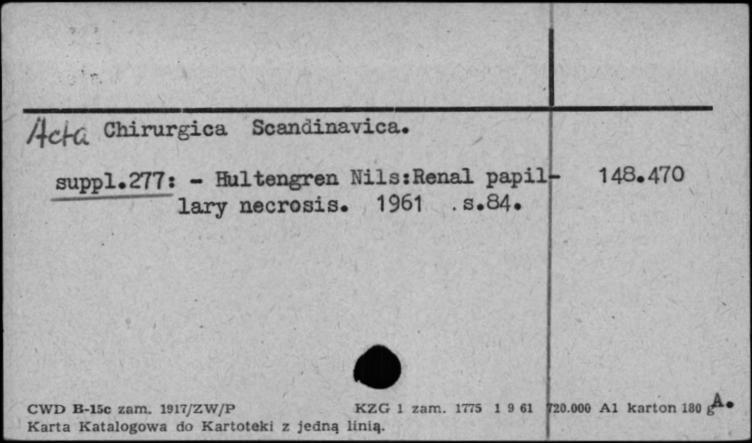 Acta Chirurgica Scandinavica.
suppl.277: - Hultengren Nils:Renal papil- 148.470
lary necrosis. 1961 .s.84.
A.
CWD B-15c zam. 1917/ZW/P KZG 1 zam. 1775 1 9 61 720.000 A1 karton 180 g
Karta Katalogowa do Kartoteki z jedną linią.